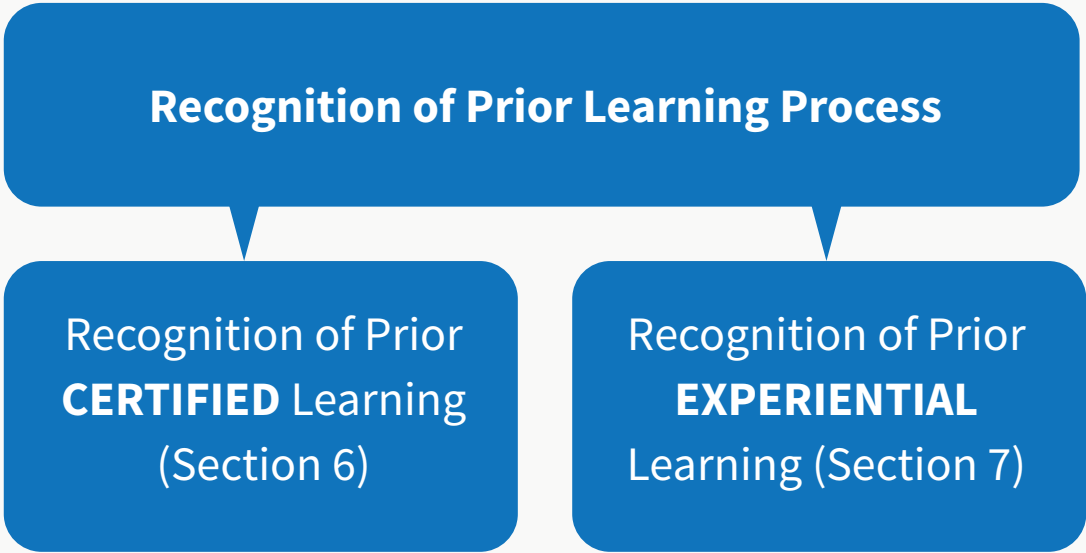 Recognition of Prior Learning Process
Recognition of Prior
CERTIFIED Learning
(Section 6)
Recognition of Prior
EXPERIENTIAL
Learning (Section 7)